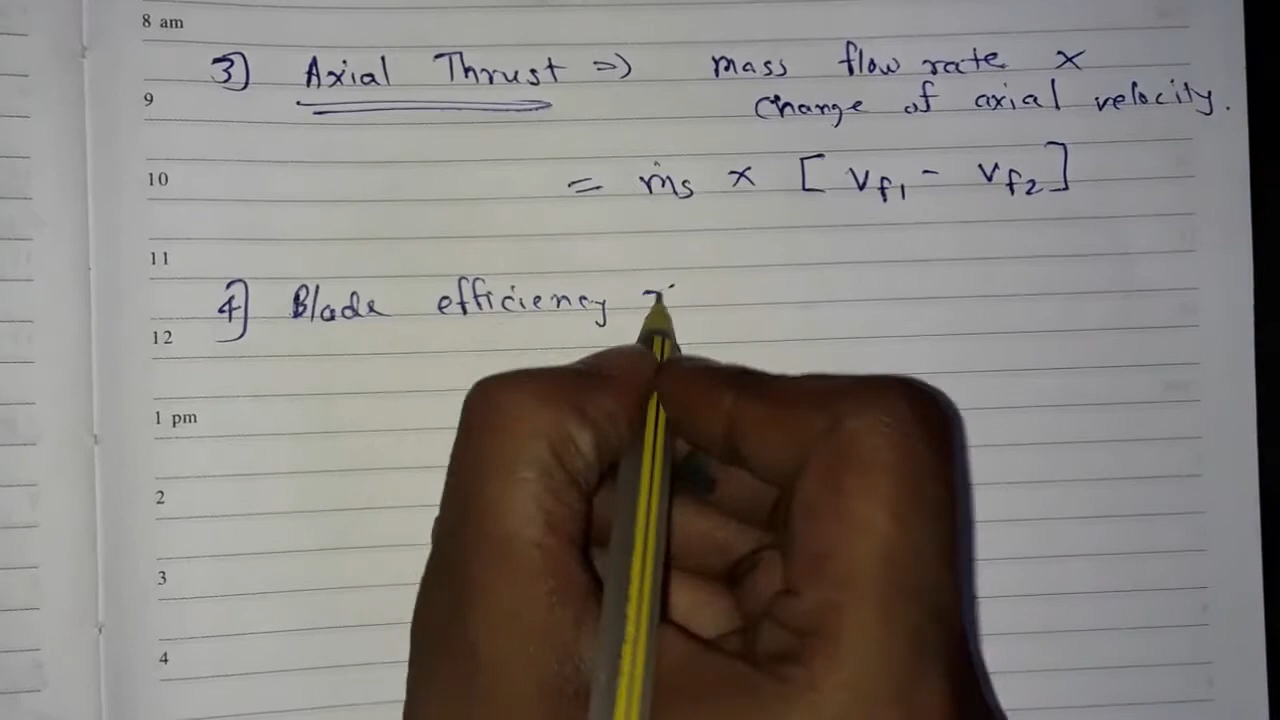 8 am
3) Axial Thrust => mass flow rate x
9
change of axial velocity.
10
= ṁs x [ Vf1 - Vf2 ]
11
4) Blade efficiency
12
1 pm
2
3
4